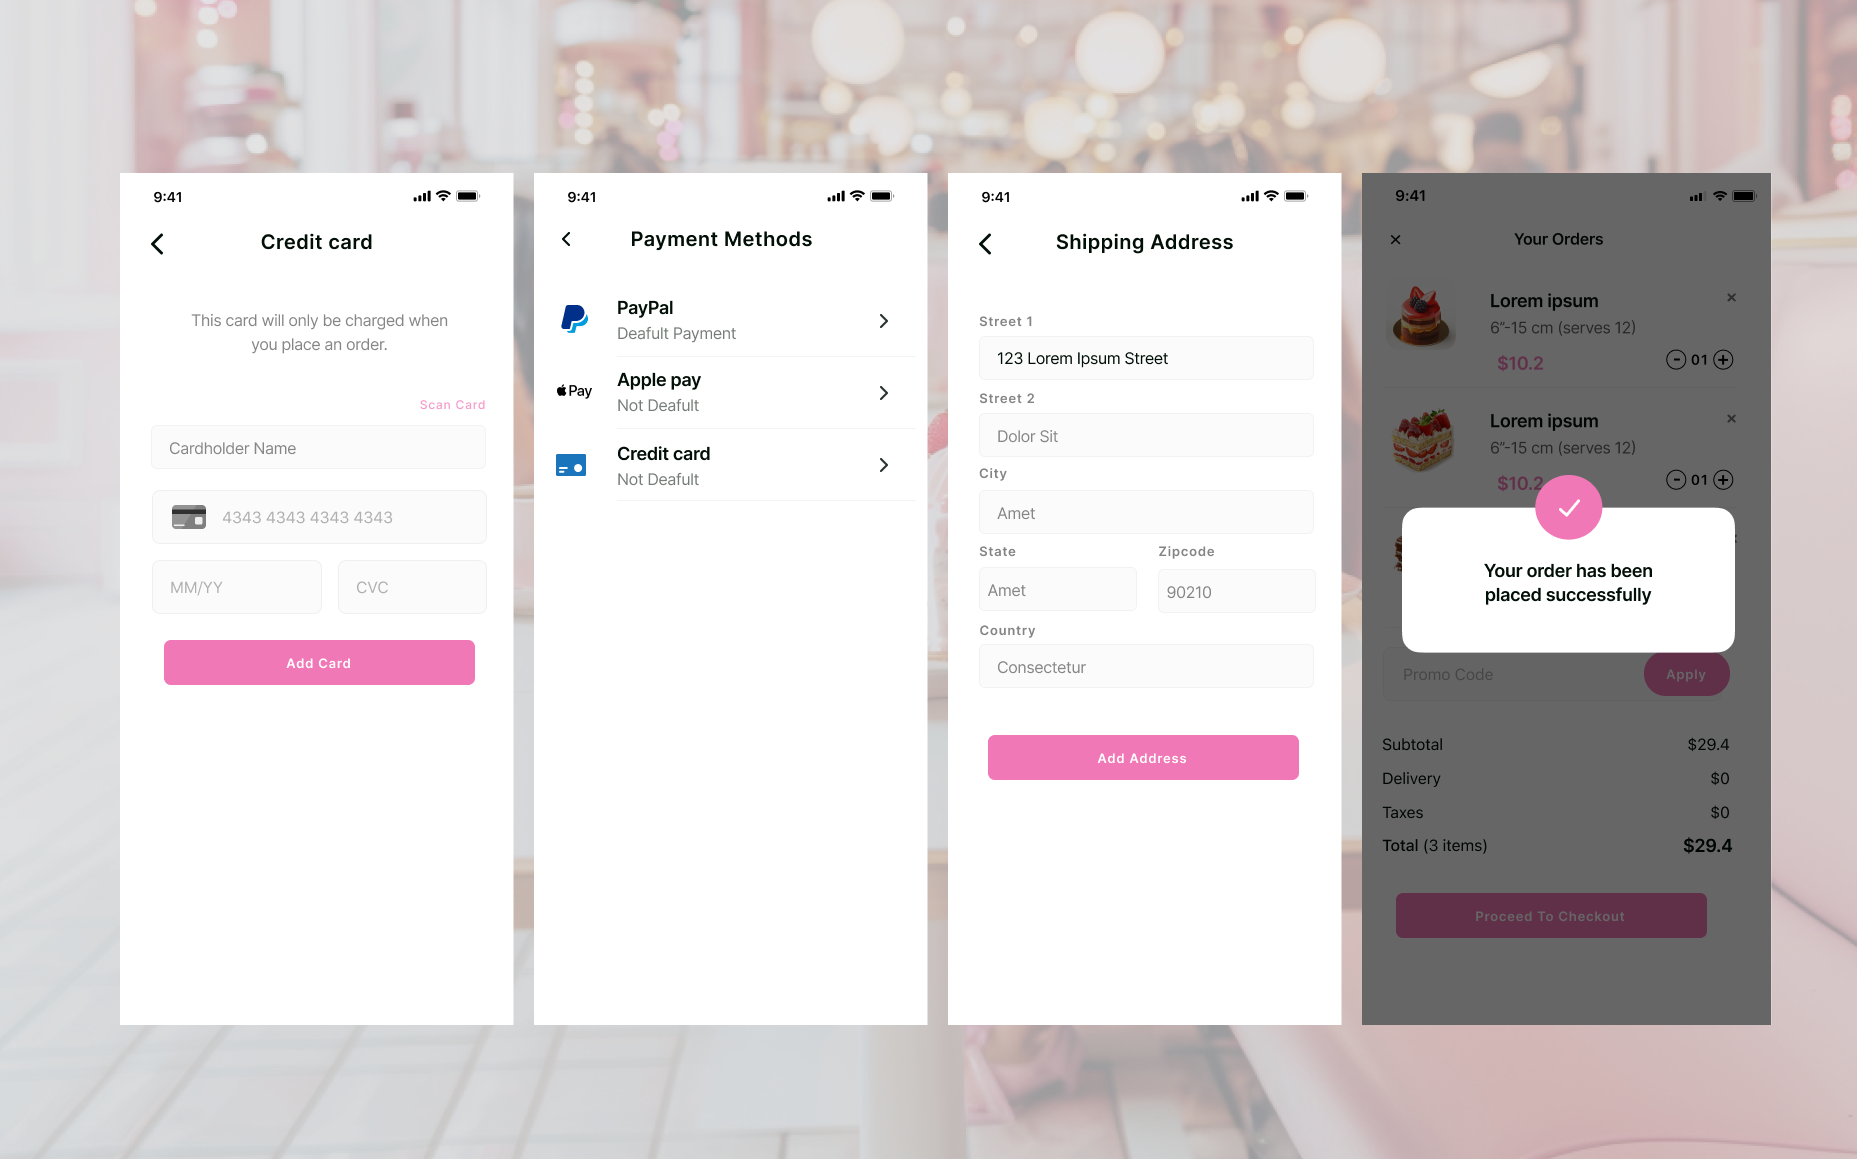 9:41
Credit card
This card will only be charged when
you place an order.
Scan Card
Cardholder Name
4343 4343 4343 4343
MM/YY
CVC
Add Card
9:41
Payment Methods
PayPal
Deafult Payment
Pay
Apple pay
Not Deafult
Credit card
Not Deafult
9:41
Shipping Address
Street 1
123 Lorem Ipsum Street
Street 2
Dolor Sit
City
Amet
State
Zipcode
Amet
90210
Country
Consectetur
Add Address
9:41
Your Orders
Lorem ipsum
6”-15 cm (serves 12)
$10.2
01
Lorem ipsum
6”-15 cm (serves 12)
$10.2
01
Your order has been
placed successfully
Promo Code
Apply
Subtotal
$29.4
Delivery
$0
Taxes
$0
Total (3 items)
$29.4
Proceed To Checkout